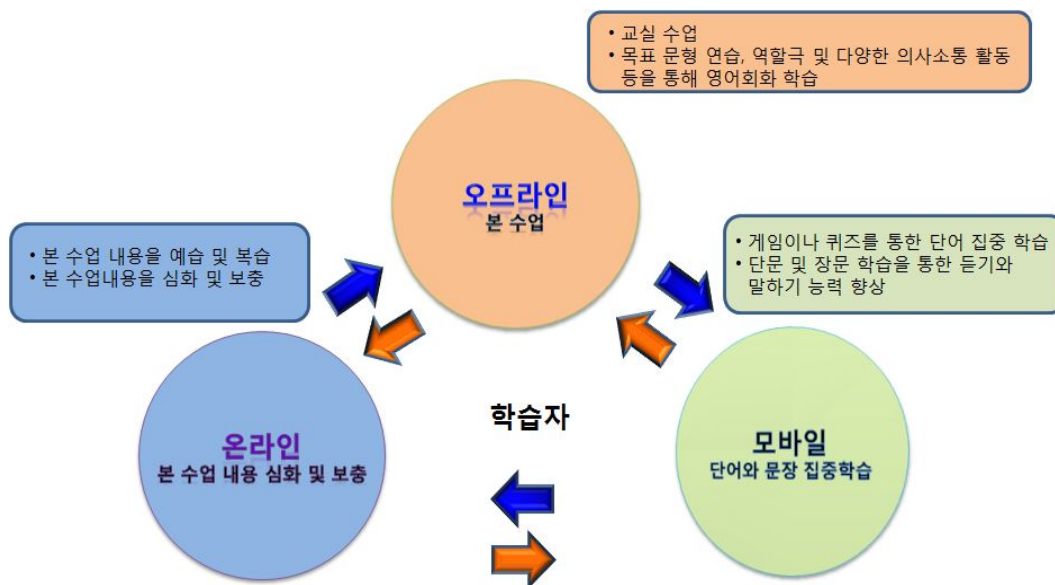 • 교실 수업
• 목표 문형 연습, 역할극 및 다양한 의사소통 활동
등을 통해 영어회화 학습
오프라인
본 수업
• 본 수업 내용을 예습 및 복습
• 본 수업내용을 심화 및 보충
• 게임이나 퀴즈를 통한 단어 집중 학습
• 단문 및 장문 학습을 통한 듣기와
말하기 능력 향상
학습자
온라인
본 수업 내용 심화 및 보충
모바일
단어와 문장 집중학습